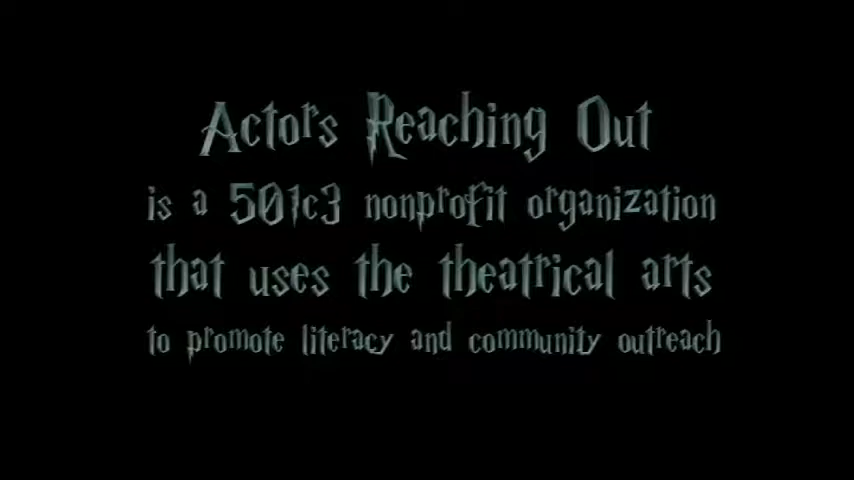 Actors Reaching Out
is a 501c3 nonprofit organization
that uses the theatrical arts
to promote literacy and community outreach